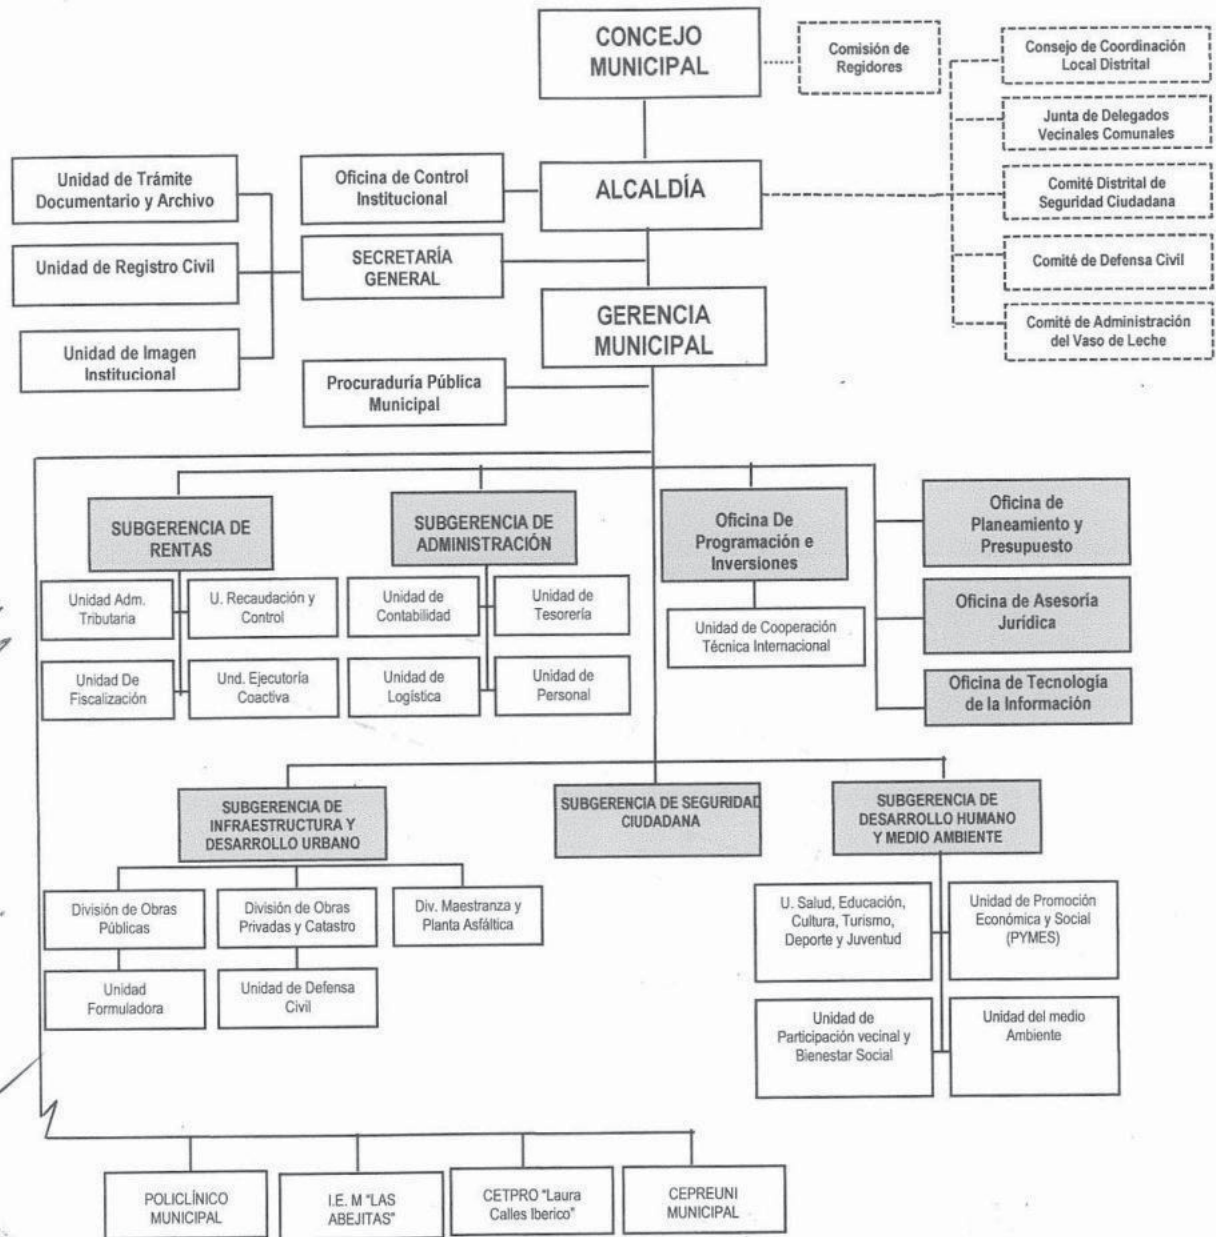 CONCEJO
MUNICIPAL
Comisión de
Regidores
Consejo de Coordinación
Local Distrital
Junta de Delegados
Vecinales Comunales
Unidad de Trámite
Documentario y Archivo
Oficina de Control
Institucional
ALCALDÍA
Comité Distrital de
Seguridad Ciudadana
Unidad de Registro Civil
SECRETARÍA
GENERAL
Comité de Defensa Civil
GERENCIA
MUNICIPAL
Comité de Administración
del Vaso de Leche
Unidad de Imagen
Institucional
Procuraduría Pública
Municipal
SUBGERENCIA DE
RENTAS
SUBGERENCIA DE
ADMINISTRACIÓN
Oficina De
Programación e
Inversiones
Oficina de
Planeamiento y
Presupuesto
Unidad Adm.
Tributaria
U. Recaudación y
Control
Unidad de
Contabilidad
Unidad de
Tesorería
Unidad de Cooperación
Técnica Internacional
Oficina de Asesoría
Jurídica
Unidad De
Fiscalización
Und. Ejecutoría
Coactiva
Unidad de
Logística
Unidad de
Personal
Oficina de Tecnología
de la Información
SUBGERENCIA DE
INFRAESTRUCTURA Y
DESARROLLO URBANO
SUBGERENCIA DE SEGURIDAD
CIUDADANA
SUBGERENCIA DE
DESARROLLO HUMANO
Y MEDIO AMBIENTE
División de Obras
Públicas
División de Obras
Privadas y Catastro
Div. Maestranza y
Planta Asfáltica
U. Salud, Educación,
Cultura, Turismo,
Deporte y Juventud
Unidad de Promoción
Económica y Social
(PYMES)
Unidad
Formuladora
Unidad de Defensa
Civil
Unidad de
Participación vecinal y
Bienestar Social
Unidad del medio
Ambiente
POLICLÍNICO
MUNICIPAL
I.E. M "LAS
ABEJITAS"
CETPRO "Laura
Calles Iberico"
CEPREUNI
MUNICIPAL